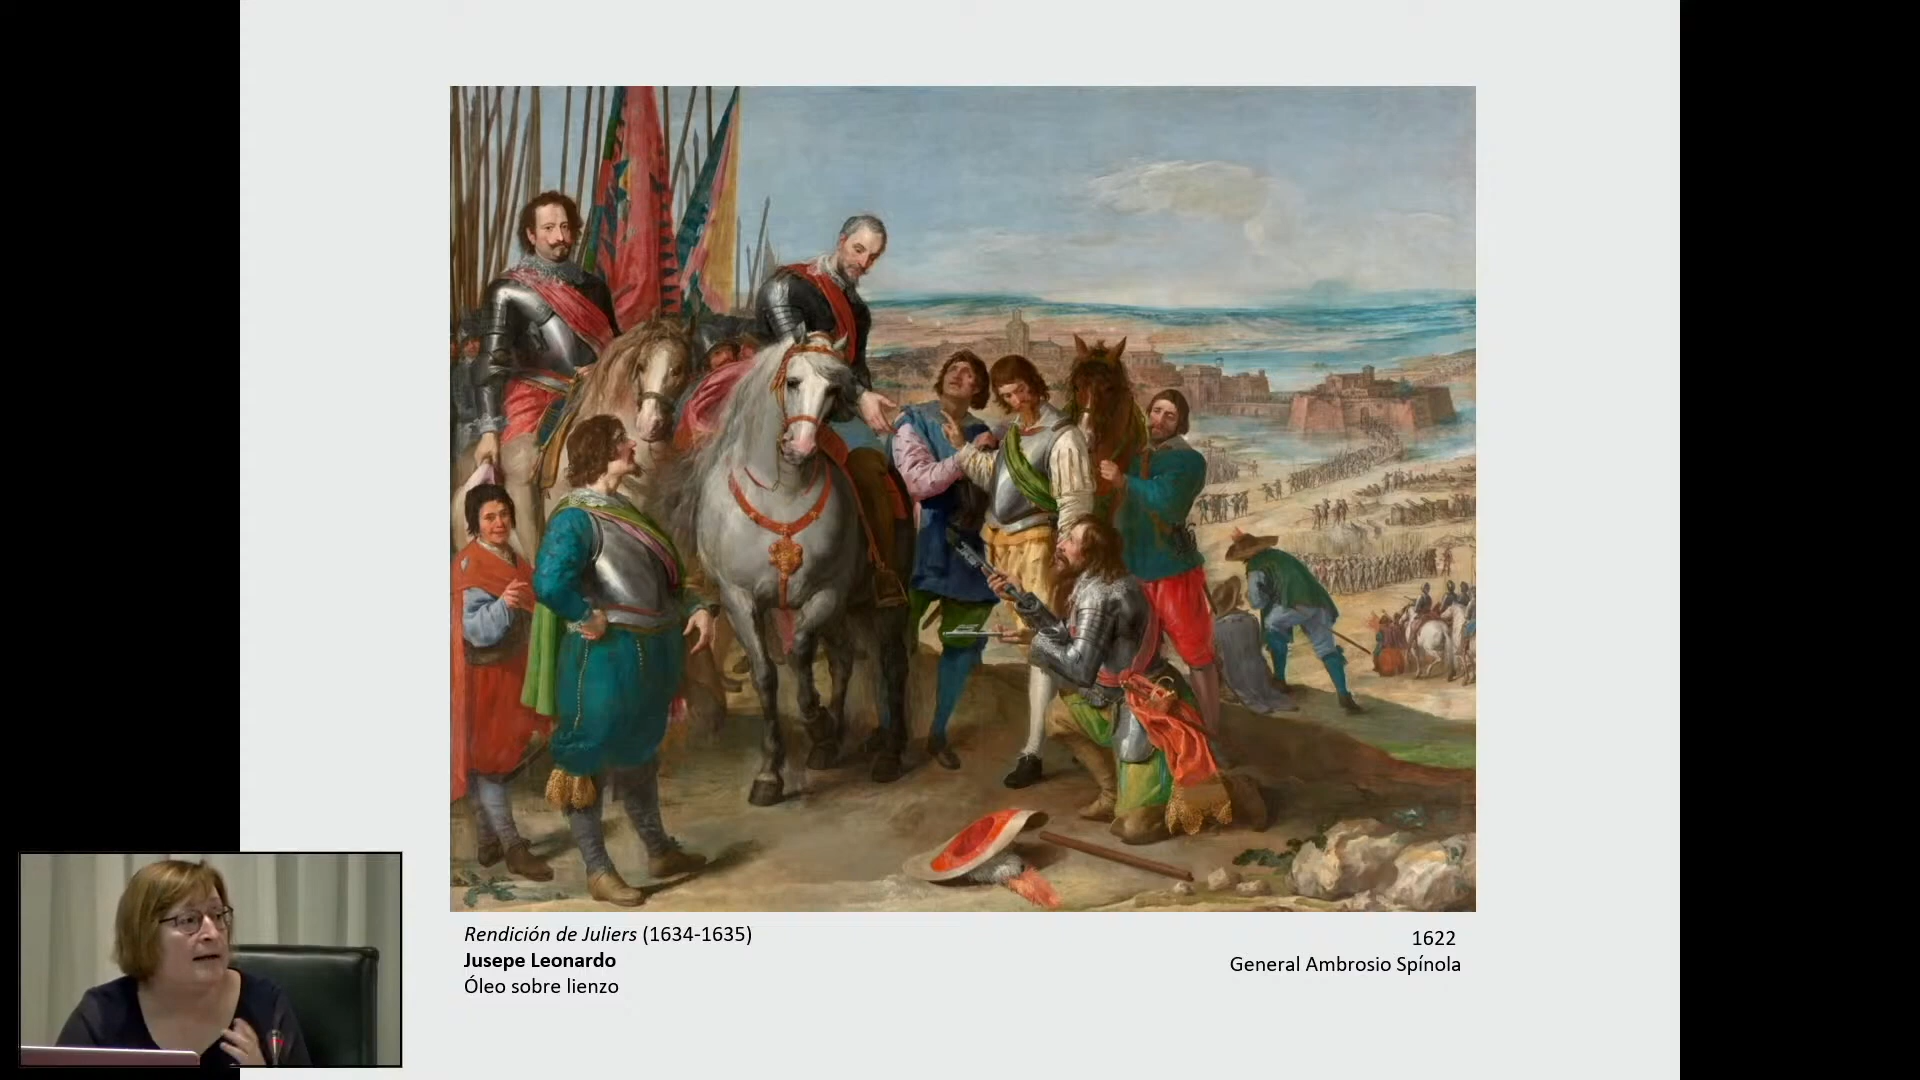 Rendición de Juliers (1634-1635)
Jusepe Leonardo
Óleo sobre lienzo
1622
General Ambrosio Spínola